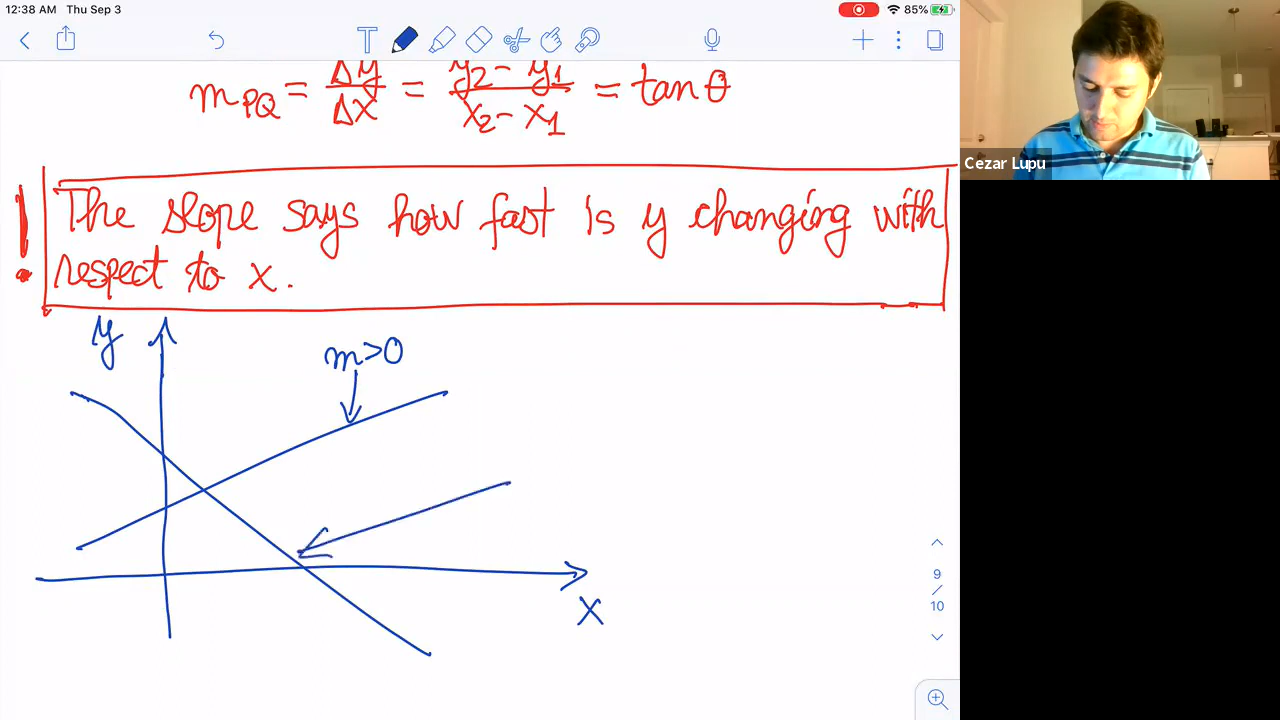 12:38 AM Thu Sep 3
85%
T
m_PQ = Δy/Δx = (y₂ − y₁)/(x₂ − x₁) = tan θ
Cezar Lupu
! The slope says how fast is y changing with
respect to x.
y
m>0
x
9
/
10